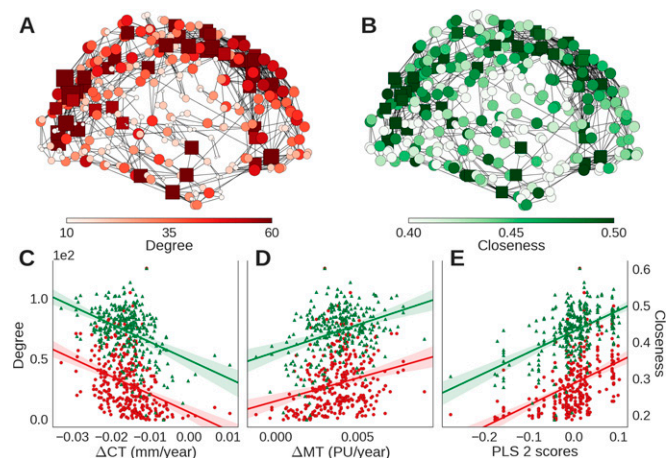 A
B
10 35 60
Degree
0.40 0.45 0.50
Closeness
C
D
E
1e2
Degree
1.0
0.5
0.0
−0.03 −0.02 −0.01 0.00 0.01
ΔCT (mm/year)
0.000 0.005
ΔMT (PU/year)
−0.2 −0.1 0.0 0.1
PLS 2 scores
0.6
0.5
0.4
0.3
0.2
Closeness